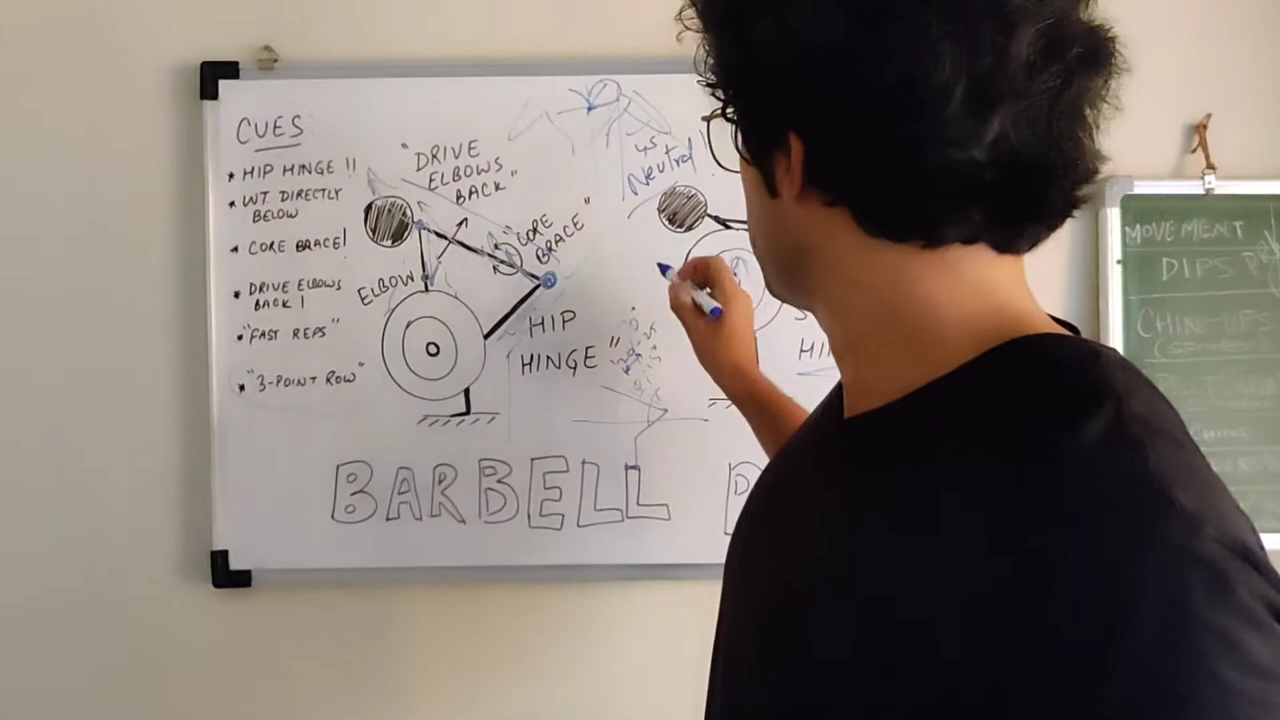 CUES
* HIP HINGE !!
* WT. DIRECTLY
BELOW
* CORE BRACE!
* DRIVE ELBOWS
BACK !
* "FAST REPS"
* "3-POINT ROW"
"DRIVE
ELBOWS
BACK"
"CORE
BRACE"
ELBOW
HIP
HINGE"
45
Neutral
BARBELL
D
HI
MOVEMENT
DIPS
CHIN-UPS